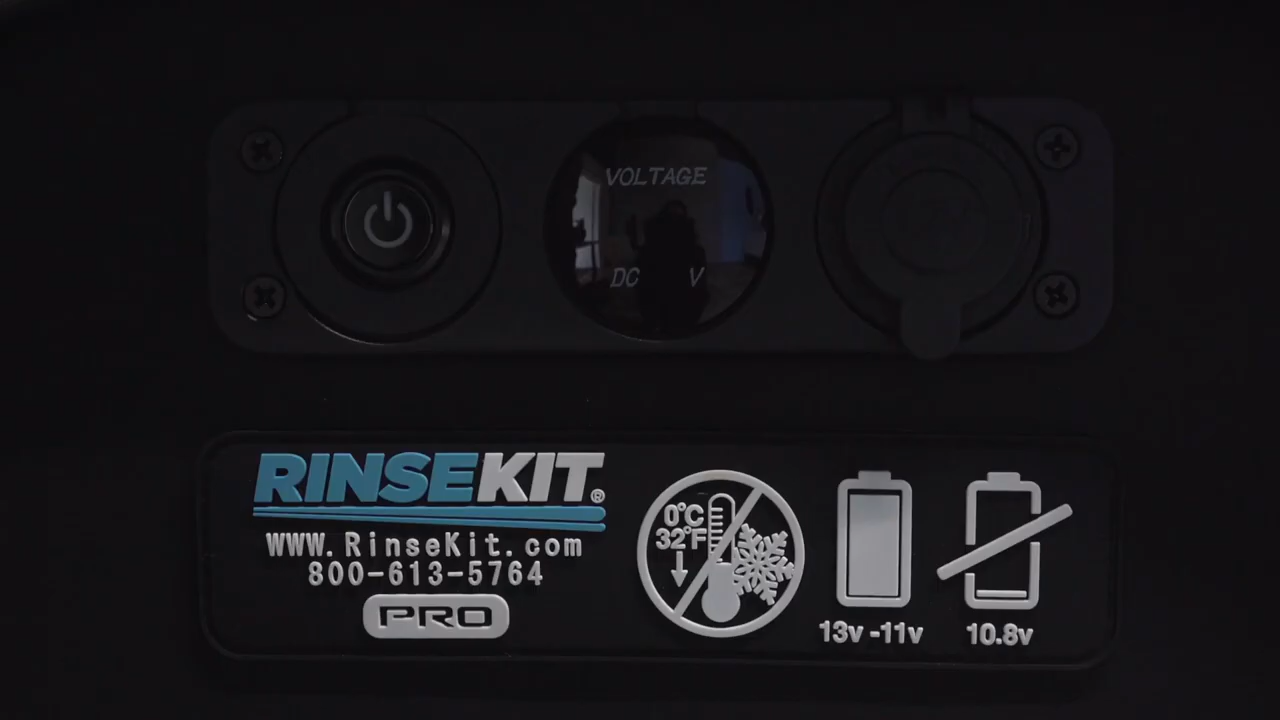 VOLTAGE
DC V
RINSEKIT®
www.RinseKit.com
800-613-5764
PRO
0°C
32°F
13v-11v
10.8v